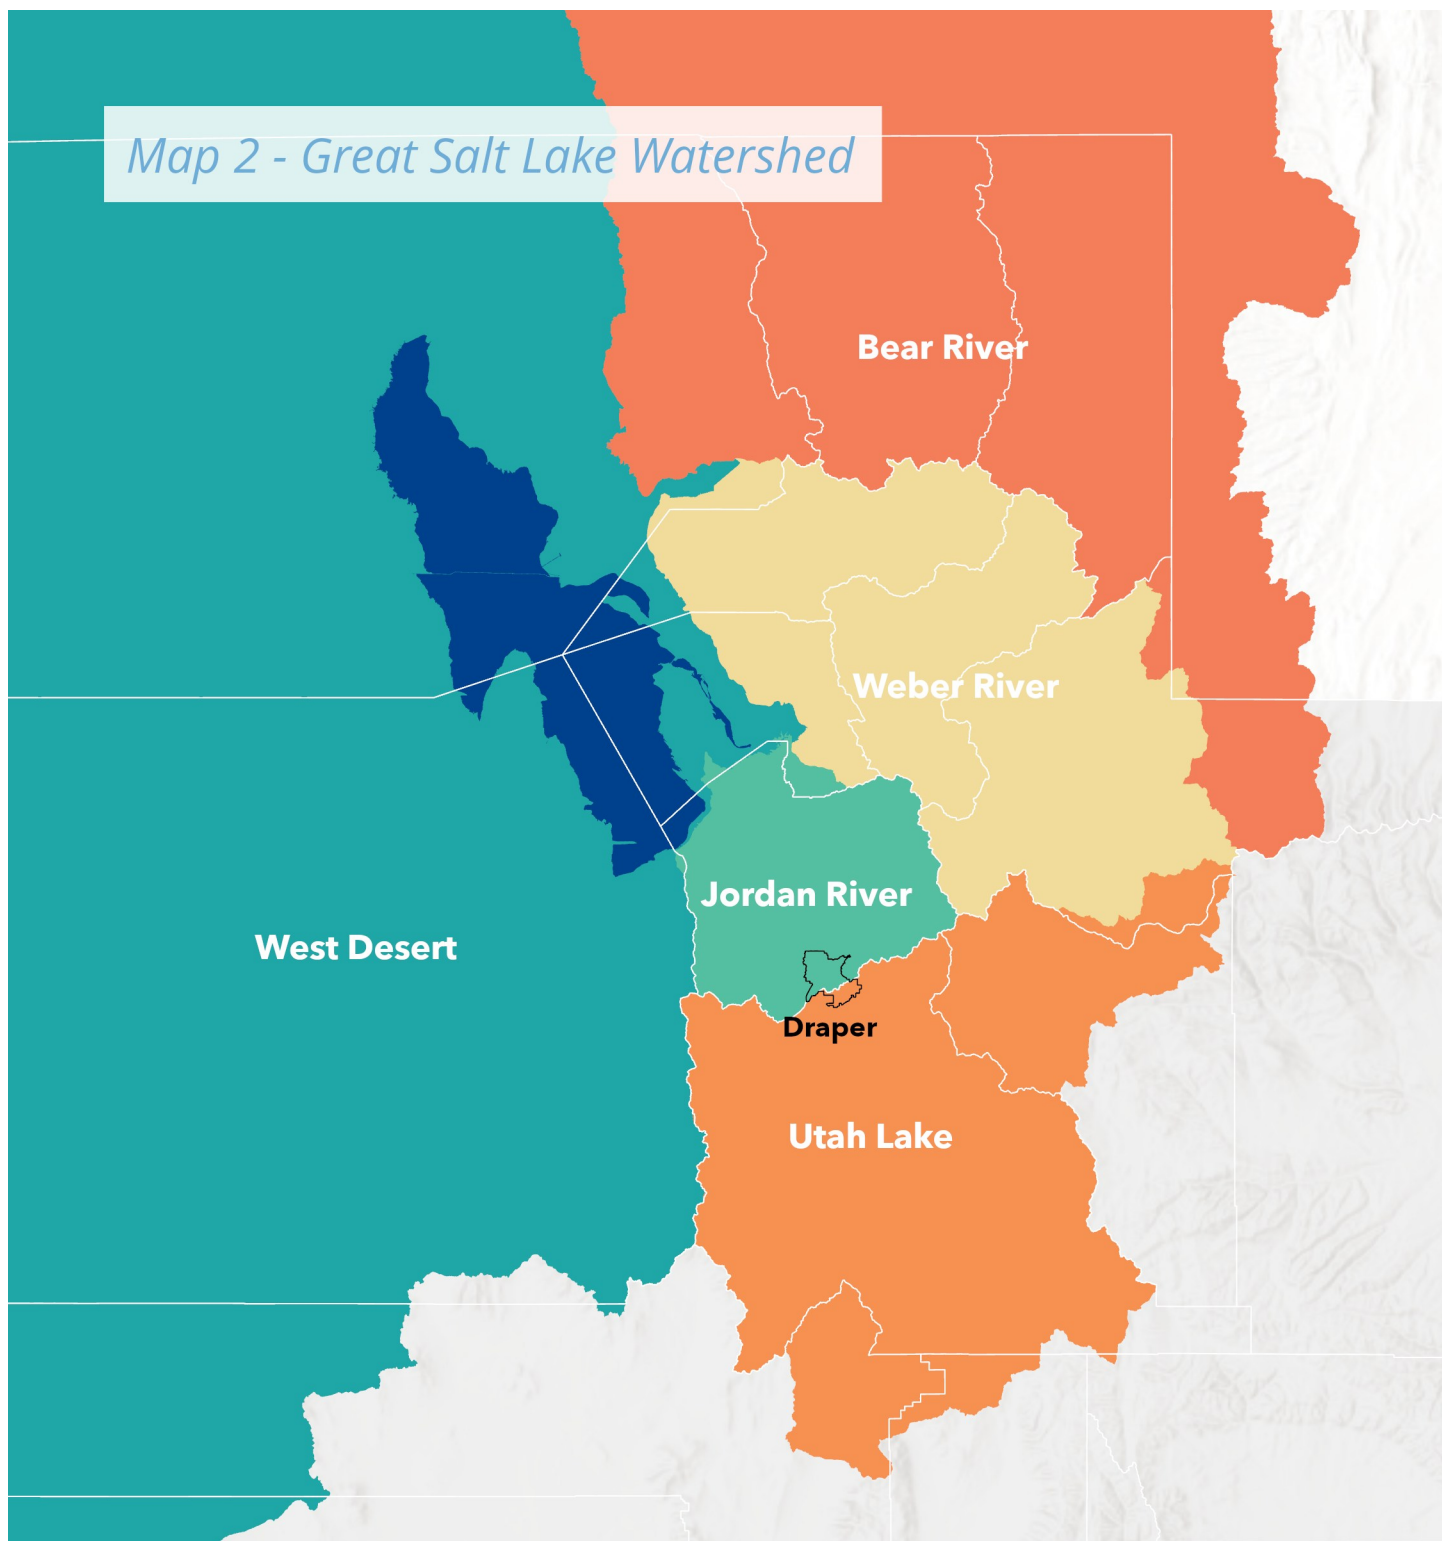 Map 2 - Great Salt Lake Watershed
Bear River
Weber River
Jordan River
West Desert
Draper
Utah Lake